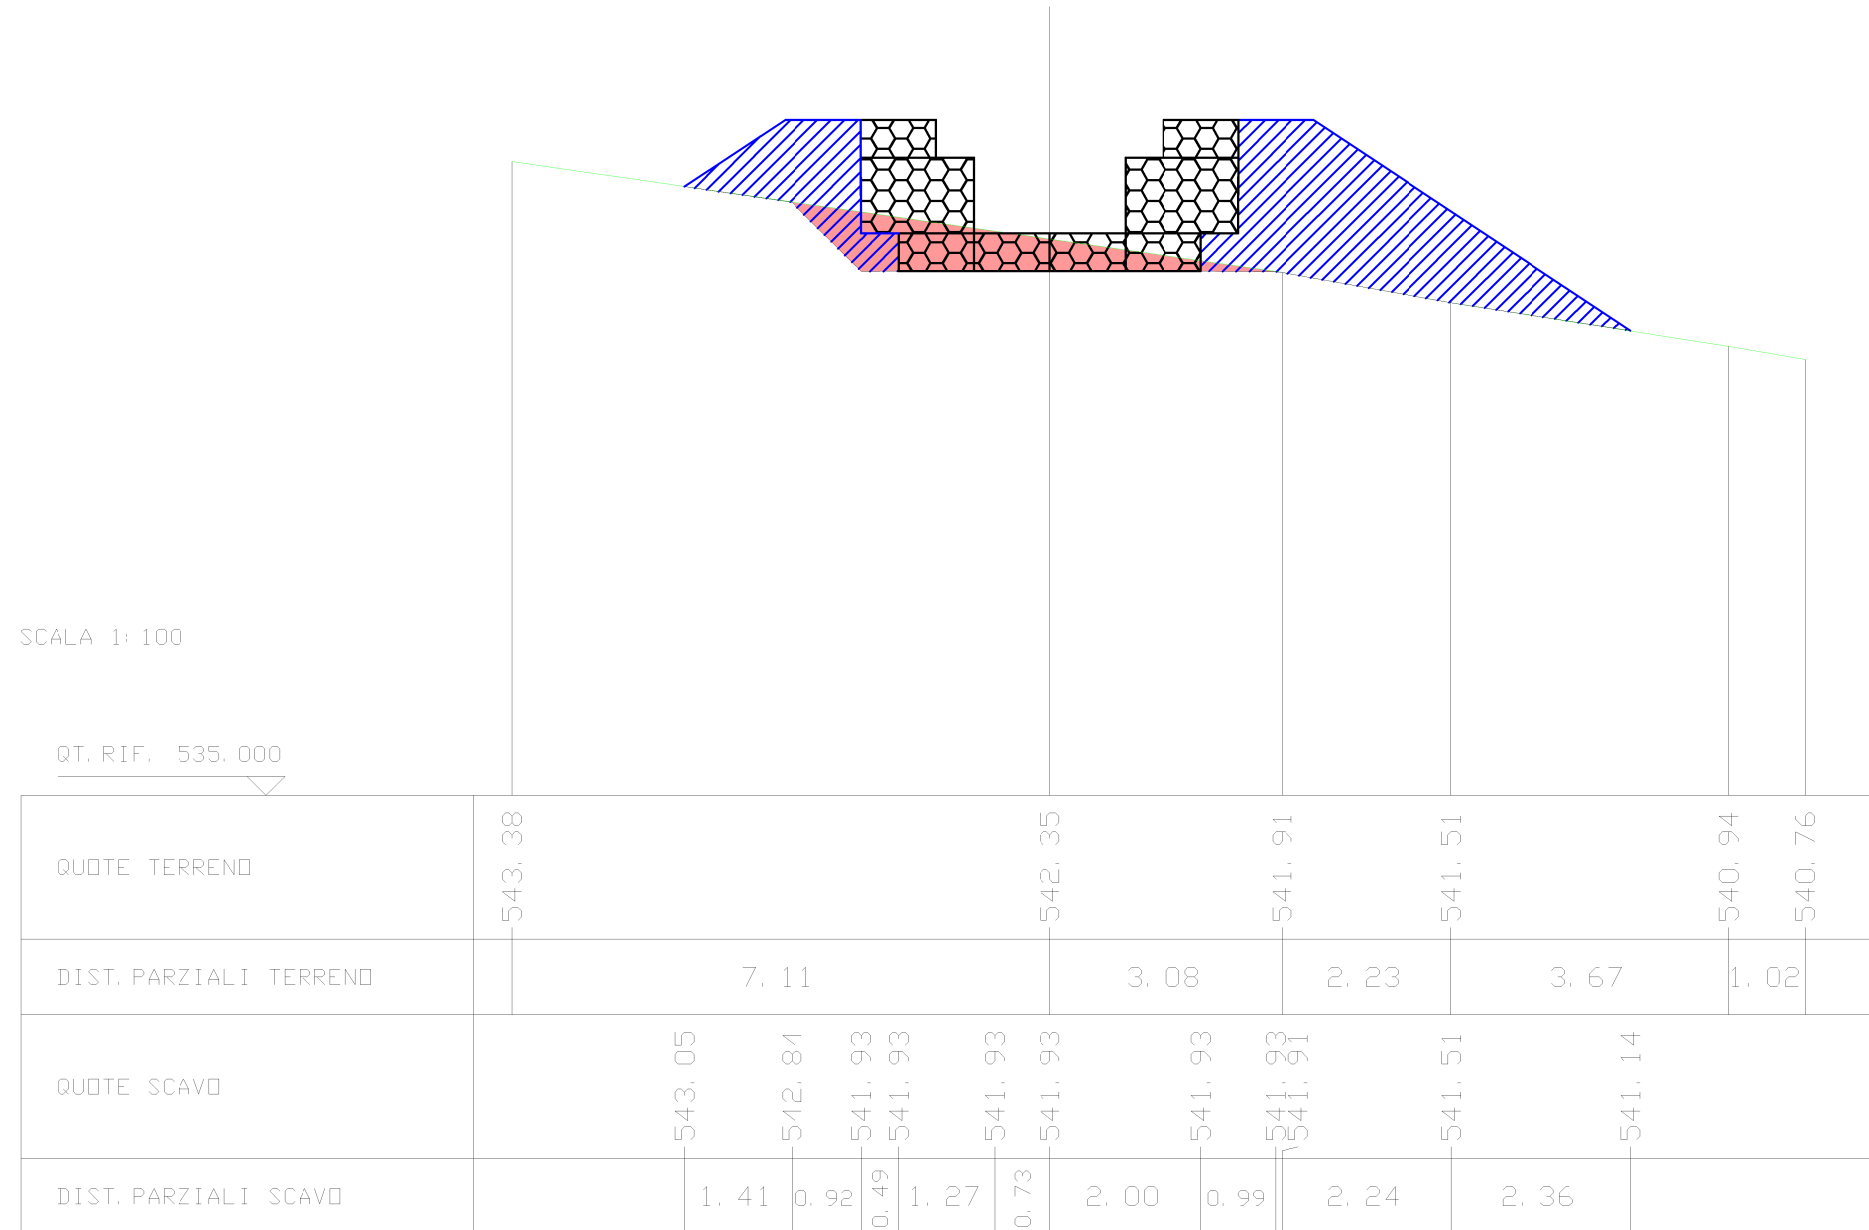 SCALA 1:100
QT.RIF. 535.000
QUOTE TERRENO 543.38 542.35 541.91 541.51 540.94 540.76
DIST.PARZIALI TERRENO 7.11 3.08 2.23 3.67 1.02
QUOTE SCAVO 543.05 542.84 541.93 541.93 541.93 541.93 541.93 541.93 541.91 541.51 541.14
DIST.PARZIALI SCAVO 1.41 0.92 0.49 1.27 0.73 2.00 0.99 2.24 2.36